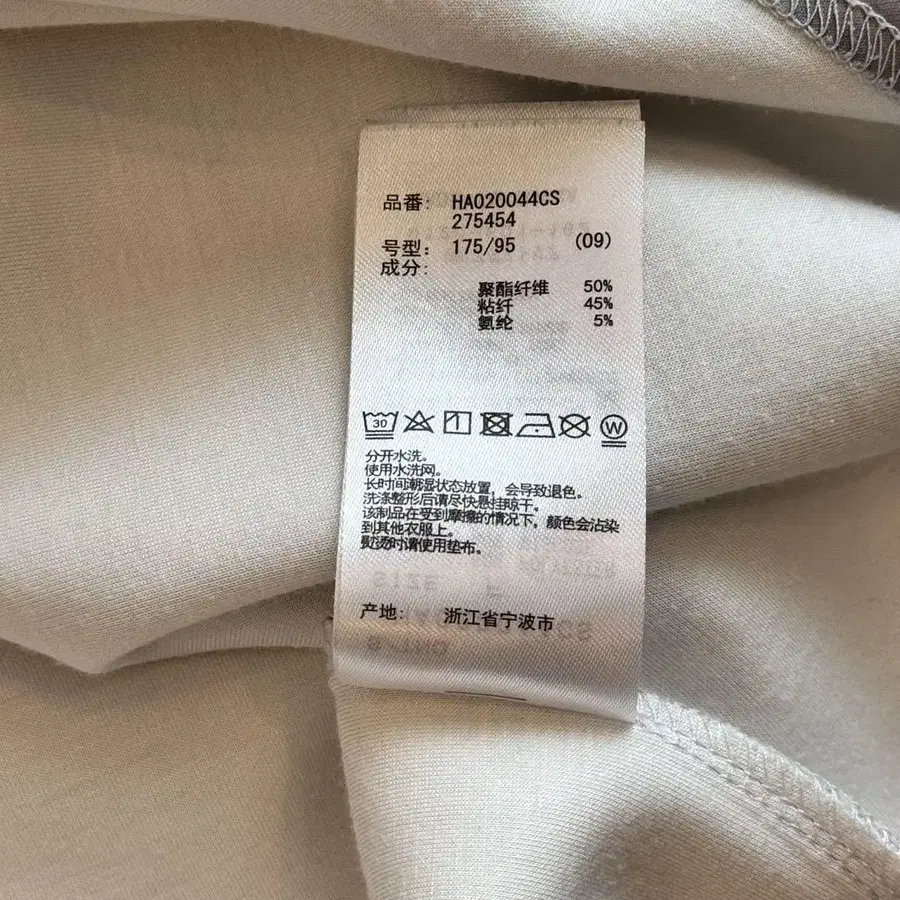 品番: HA020044CS
275454
号型: 175/95 (09)
成分:
聚酯纤维 50%
粘纤 45%
氨纶 5%
30 W
分开水洗。
使用水洗网。
长时间潮湿状态放置，会导致退色。
洗涤整形后请尽快悬挂晾干。
该制品在受到摩擦的情况下，颜色会沾染
到其他衣服上。
熨烫时请使用垫布。
产地: 浙江省宁波市